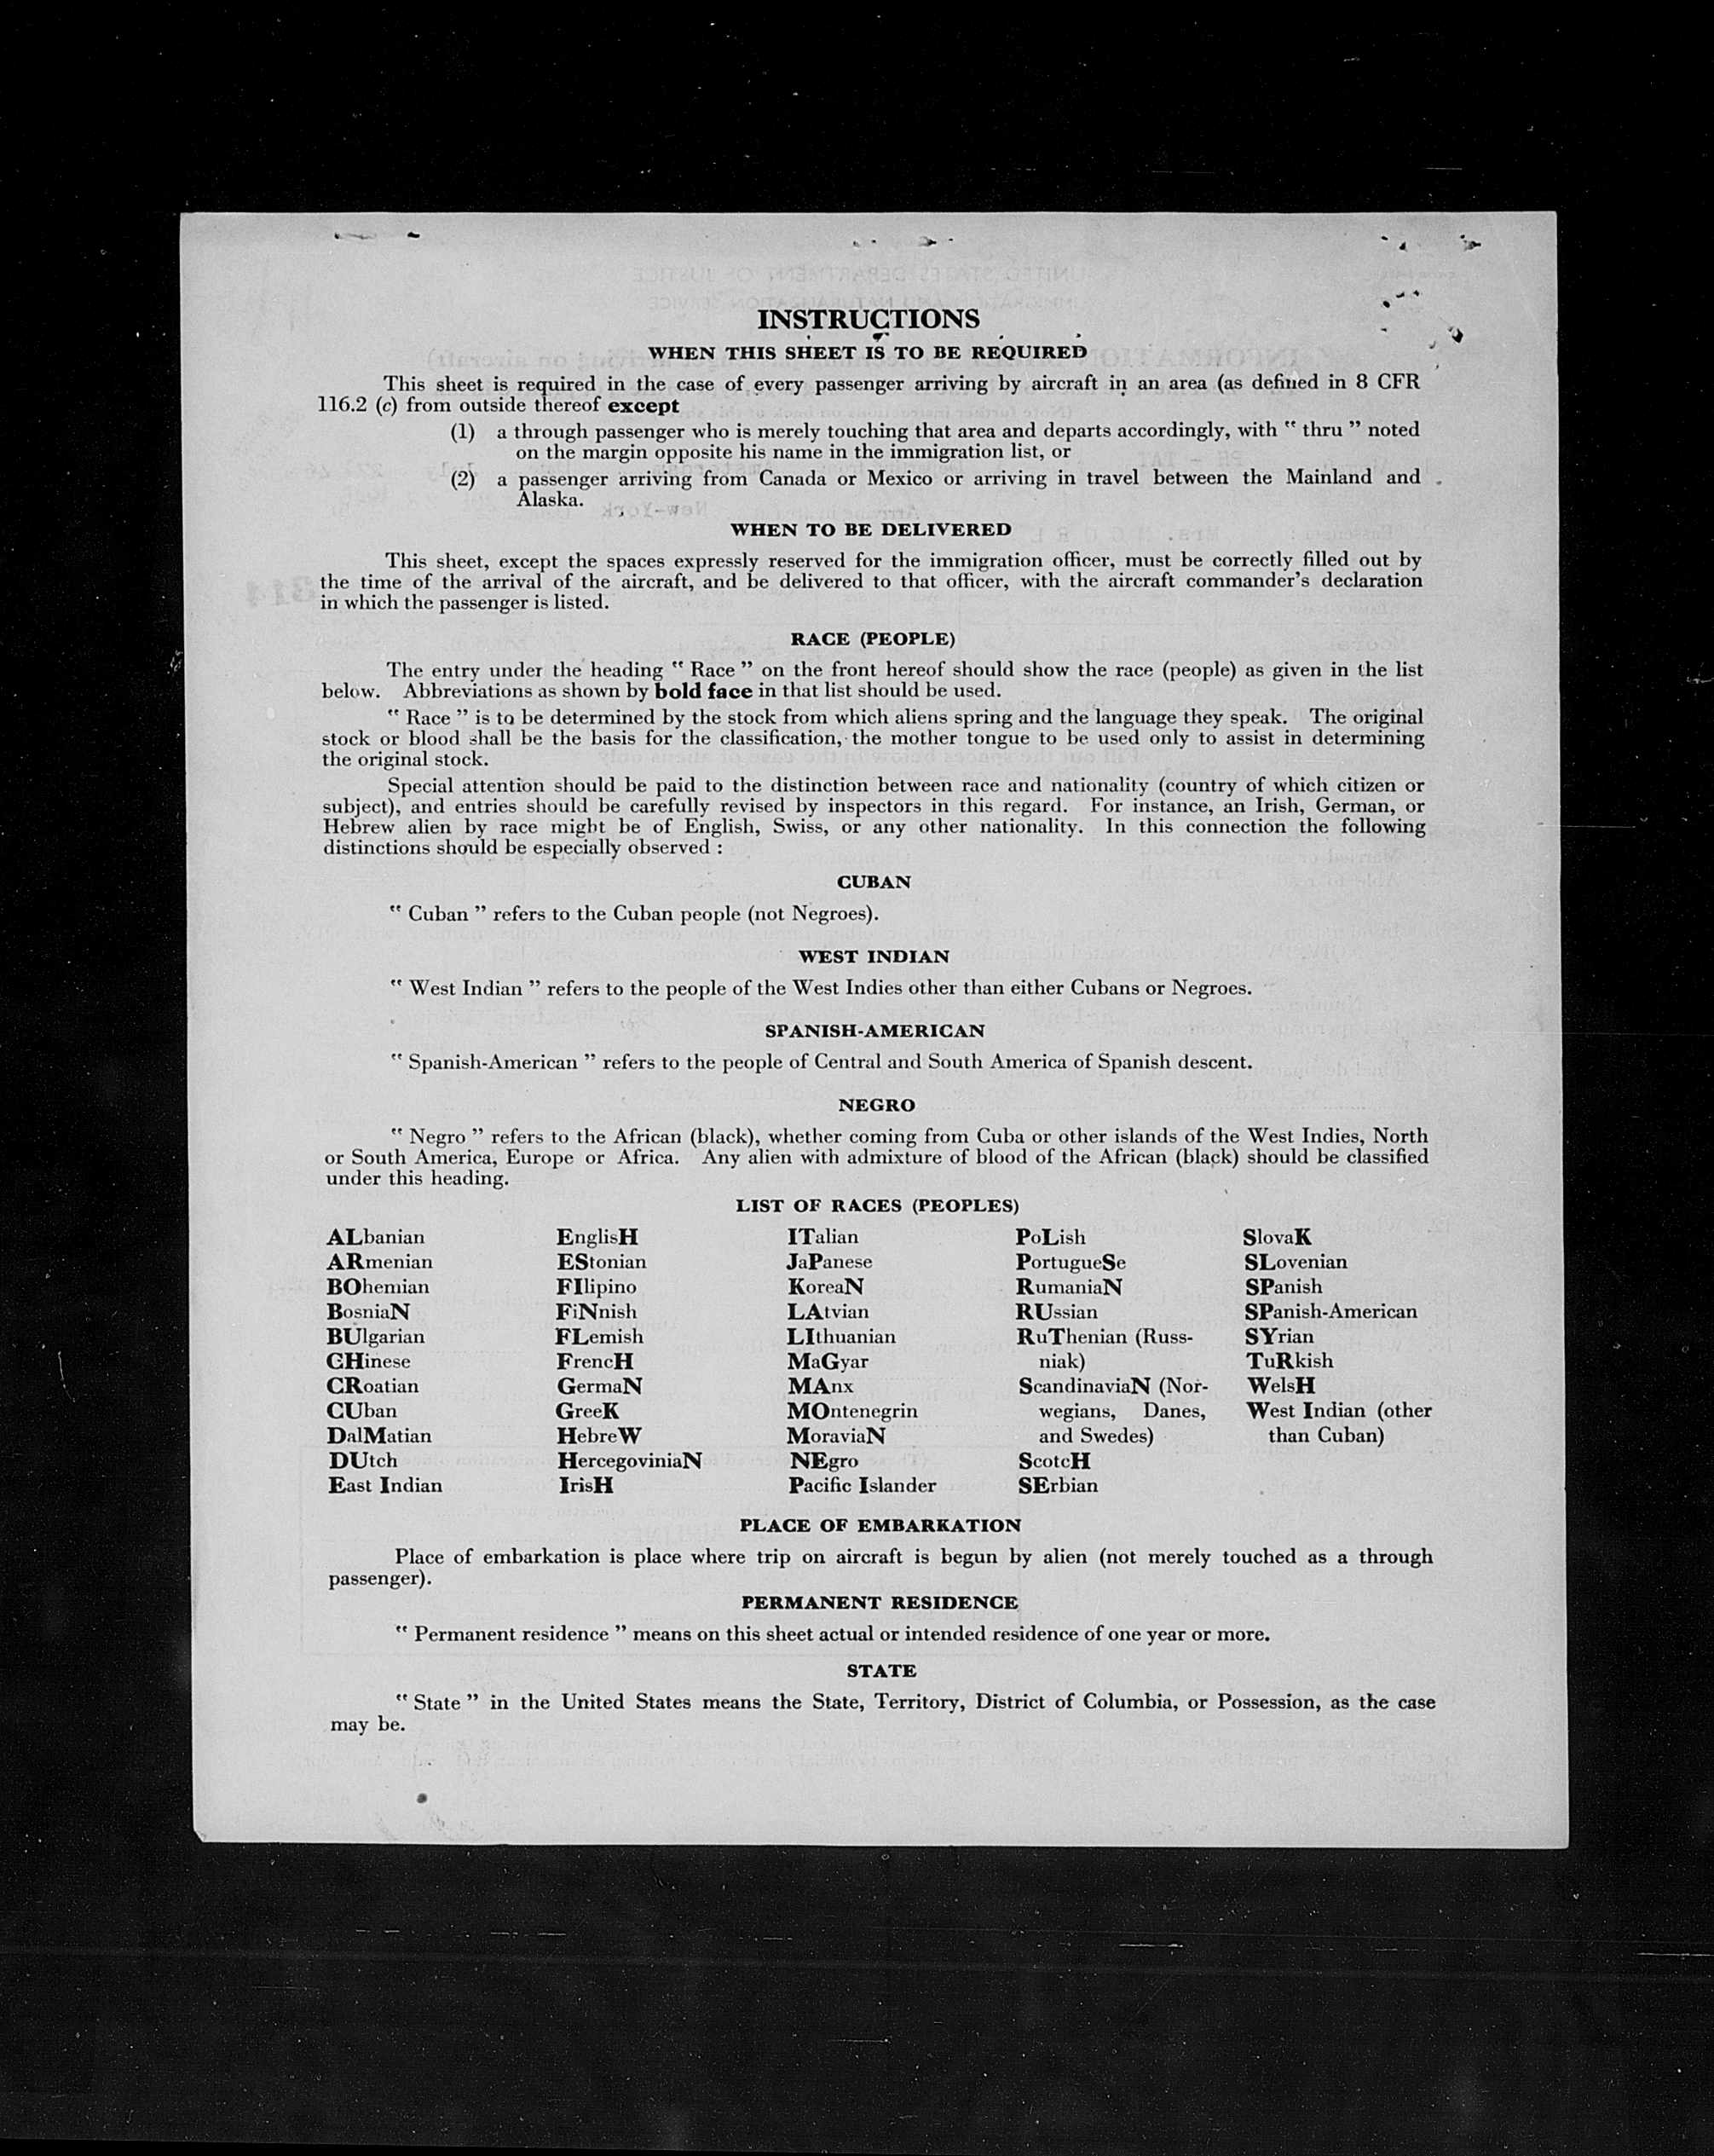 INSTRUCTIONS
WHEN THIS SHEET IS TO BE REQUIRED
This sheet is required in the case of every passenger arriving by aircraft in an area (as defined in 8 CFR
116.2 (c) from outside thereof except
(1) a through passenger who is merely touching that area and departs accordingly, with " thru " noted
on the margin opposite his name in the immigration list, or
(2) a passenger arriving from Canada or Mexico or arriving in travel between the Mainland and
Alaska.
WHEN TO BE DELIVERED
This sheet, except the spaces expressly reserved for the immigration officer, must be correctly filled out by
the time of the arrival of the aircraft, and be delivered to that officer, with the aircraft commander's declaration
in which the passenger is listed.
RACE (PEOPLE)
The entry under the heading " Race " on the front hereof should show the race (people) as given in the list
below. Abbreviations as shown by bold face in that list should be used.
" Race " is to be determined by the stock from which aliens spring and the language they speak. The original
stock or blood shall be the basis for the classification, the mother tongue to be used only to assist in determining
the original stock.
Special attention should be paid to the distinction between race and nationality (country of which citizen or
subject), and entries should be carefully revised by inspectors in this regard. For instance, an Irish, German, or
Hebrew alien by race might be of English, Swiss, or any other nationality. In this connection the following
distinctions should be especially observed :
CUBAN
" Cuban " refers to the Cuban people (not Negroes).
WEST INDIAN
" West Indian " refers to the people of the West Indies other than either Cubans or Negroes.
SPANISH-AMERICAN
" Spanish-American " refers to the people of Central and South America of Spanish descent.
NEGRO
" Negro " refers to the African (black), whether coming from Cuba or other islands of the West Indies, North
or South America, Europe or Africa. Any alien with admixture of blood of the African (black) should be classified
under this heading.
LIST OF RACES (PEOPLES)
ALbanian
ARmenian
BOhemian
BosniaN
BUlgarian
CHinese
CRoatian
CUban
DalMatian
DUtch
East Indian
EnglisH
EStonian
FIlipino
FiNnish
FLemish
FrencH
GermaN
GreeK
HebreW
HercegoviniaN
IrisH
ITalian
JaPanese
KoreaN
LAtvian
LIthuanian
MaGyar
MAnx
MOntenegrin
MoraviaN
NEgro
Pacific Islander
PoLish
PortugueSe
RumaniaN
RUssian
RuThenian (Russ-
niak)
ScandinaviaN (Nor-
wegians, Danes,
and Swedes)
ScotcH
SErbian
SlovaK
SLovenian
SPanish
SPanish-American
SYrian
TuRkish
WelsH
West Indian (other
than Cuban)
PLACE OF EMBARKATION
Place of embarkation is place where trip on aircraft is begun by alien (not merely touched as a through
passenger).
PERMANENT RESIDENCE
" Permanent residence " means on this sheet actual or intended residence of one year or more.
STATE
" State " in the United States means the State, Territory, District of Columbia, or Possession, as the case
may be.